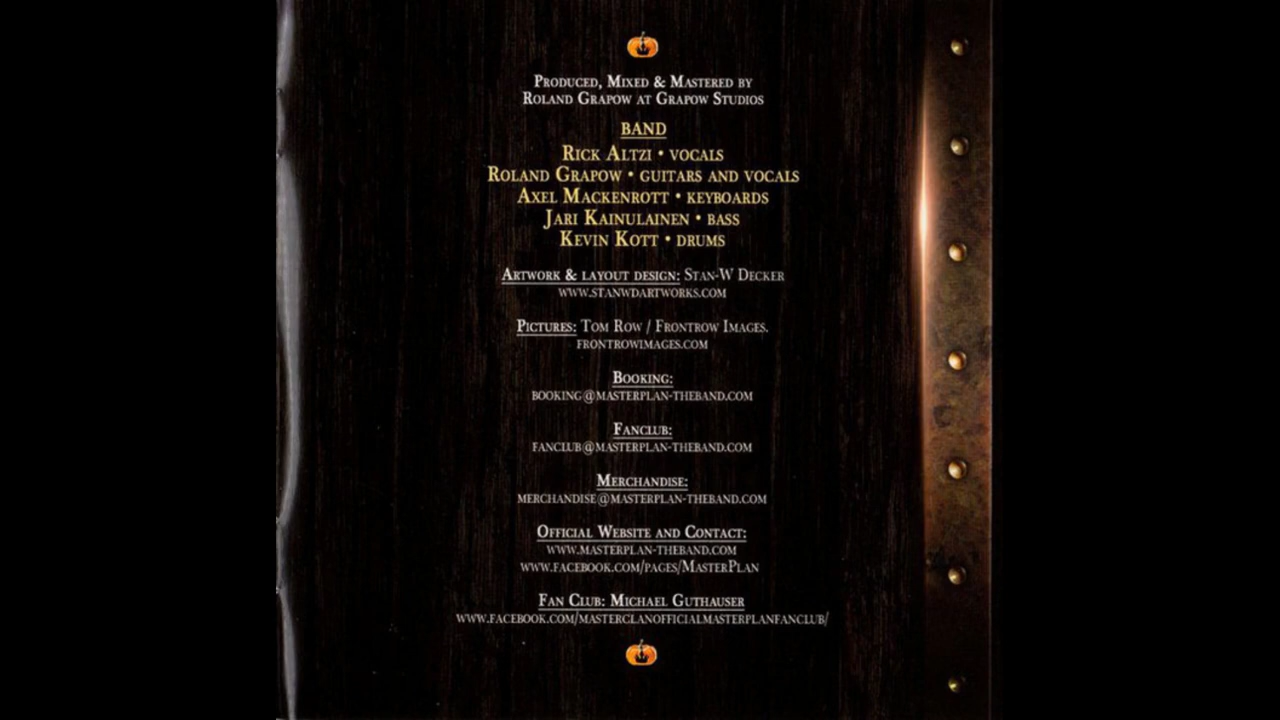 Produced, Mixed & Mastered by
Roland Grapow at Grapow Studios
BAND
Rick Altzi • vocals
Roland Grapow • guitars and vocals
Axel Mackenrott • keyboards
Jari Kainulainen • bass
Kevin Kott • drums
Artwork & layout design: Stan-W Decker
www.stanwdartworks.com
Pictures: Tom Row / Frontrow Images.
frontrowimages.com
Booking:
booking@masterplan-theband.com
Fanclub:
fanclub@masterplan-theband.com
Merchandise:
merchandise@masterplan-theband.com
Official Website and Contact:
www.masterplan-theband.com
www.facebook.com/pages/MasterPlan
Fan Club: Michael Guthauser
www.facebook.com/masterclanofficialmasterplanfanclub/